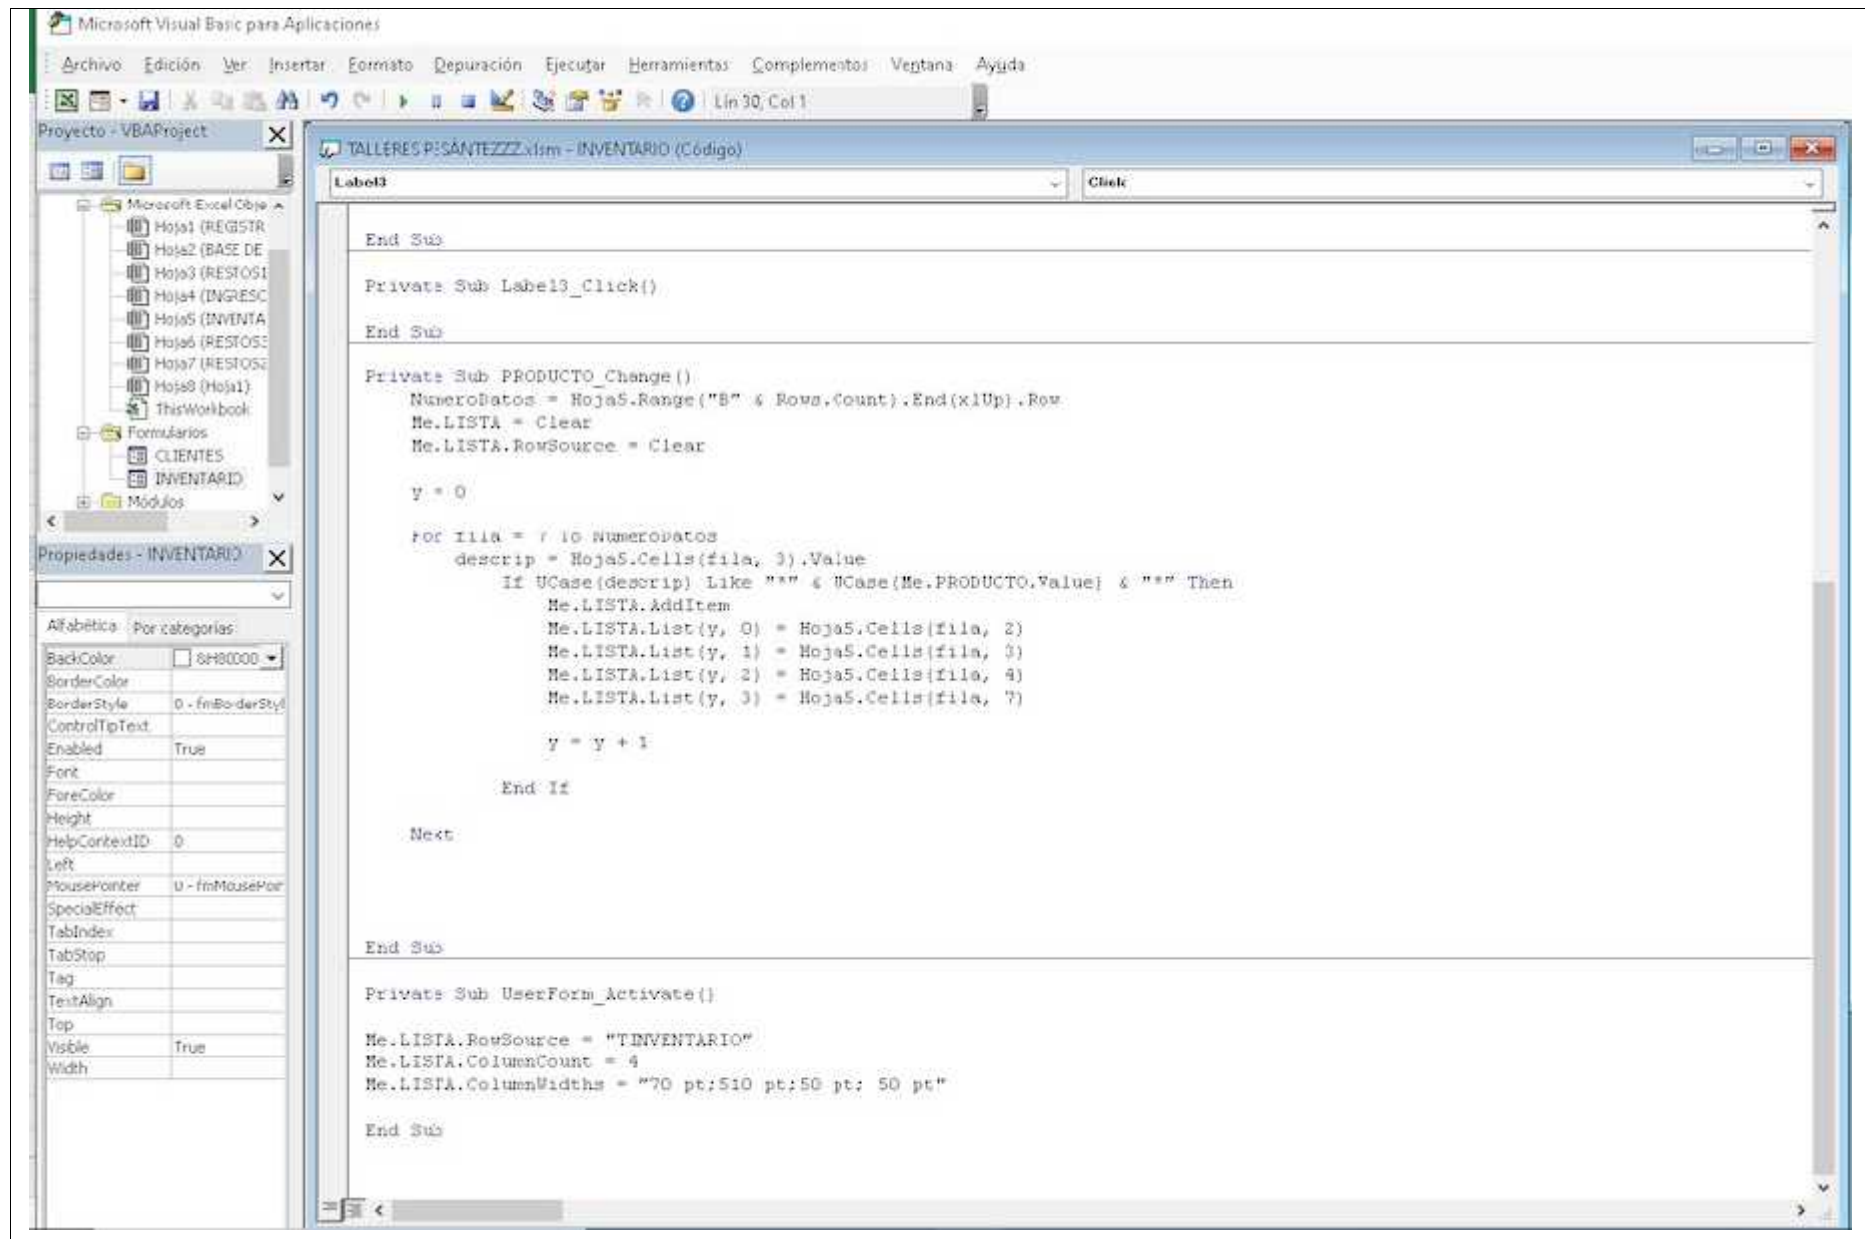 Microsoft Visual Basic para Aplicaciones
Archivo Edición Ver Insertar Formato Depuración Ejecutar Herramientas Complementos Ventana Ayuda
Lín 30, Col 1
Proyecto - VBAProject
Microsoft Excel Obje
Hoja1 (REGISTR
Hoja2 (BASE DE
Hoja3 (RESTOS1
Hoja4 (INGRESC
Hoja5 (INVENTA
Hoja6 (RESTOS3
Hoja7 (RESTOS2
Hoja8 (Hoja1)
ThisWorkbook
Formularios
CLIENTES
INVENTARIO
Módulos
Propiedades - INVENTARIO
Alfabética Por categorías
BackColor &H80000
BorderColor
BorderStyle 0 - fmBorderStyl
ControlTipText
Enabled True
Font
ForeColor
Height
HelpContextID 0
Left
MousePointer 0 - fmMousePoir
SpecialEffect
TabIndex
TabStop
Tag
TextAlign
Top
Visible True
Width
TALLERES PESÁNTEZZZ.xlsm - INVENTARIO (Código)
Label3 Click
End Sub
Private Sub Label3_Click()
End Sub
Private Sub PRODUCTO_Change()
NumeroDatos = Hoja5.Range("B" & Rows.Count).End(xlUp).Row
Me.LISTA = Clear
Me.LISTA.RowSource = Clear
y = 0
For fila = 7 To NumeroDatos
descrip = Hoja5.Cells(fila, 3).Value
If UCase(descrip) Like "*" & UCase(Me.PRODUCTO.Value) & "*" Then
Me.LISTA.AddItem
Me.LISTA.List(y, 0) = Hoja5.Cells(fila, 2)
Me.LISTA.List(y, 1) = Hoja5.Cells(fila, 3)
Me.LISTA.List(y, 2) = Hoja5.Cells(fila, 4)
Me.LISTA.List(y, 3) = Hoja5.Cells(fila, 7)
y = y + 1
End If
Next
End Sub
Private Sub UserForm_Activate()
Me.LISTA.RowSource = "TINVENTARIO"
Me.LISTA.ColumnCount = 4
Me.LISTA.ColumnWidths = "70 pt;510 pt;50 pt; 50 pt"
End Sub